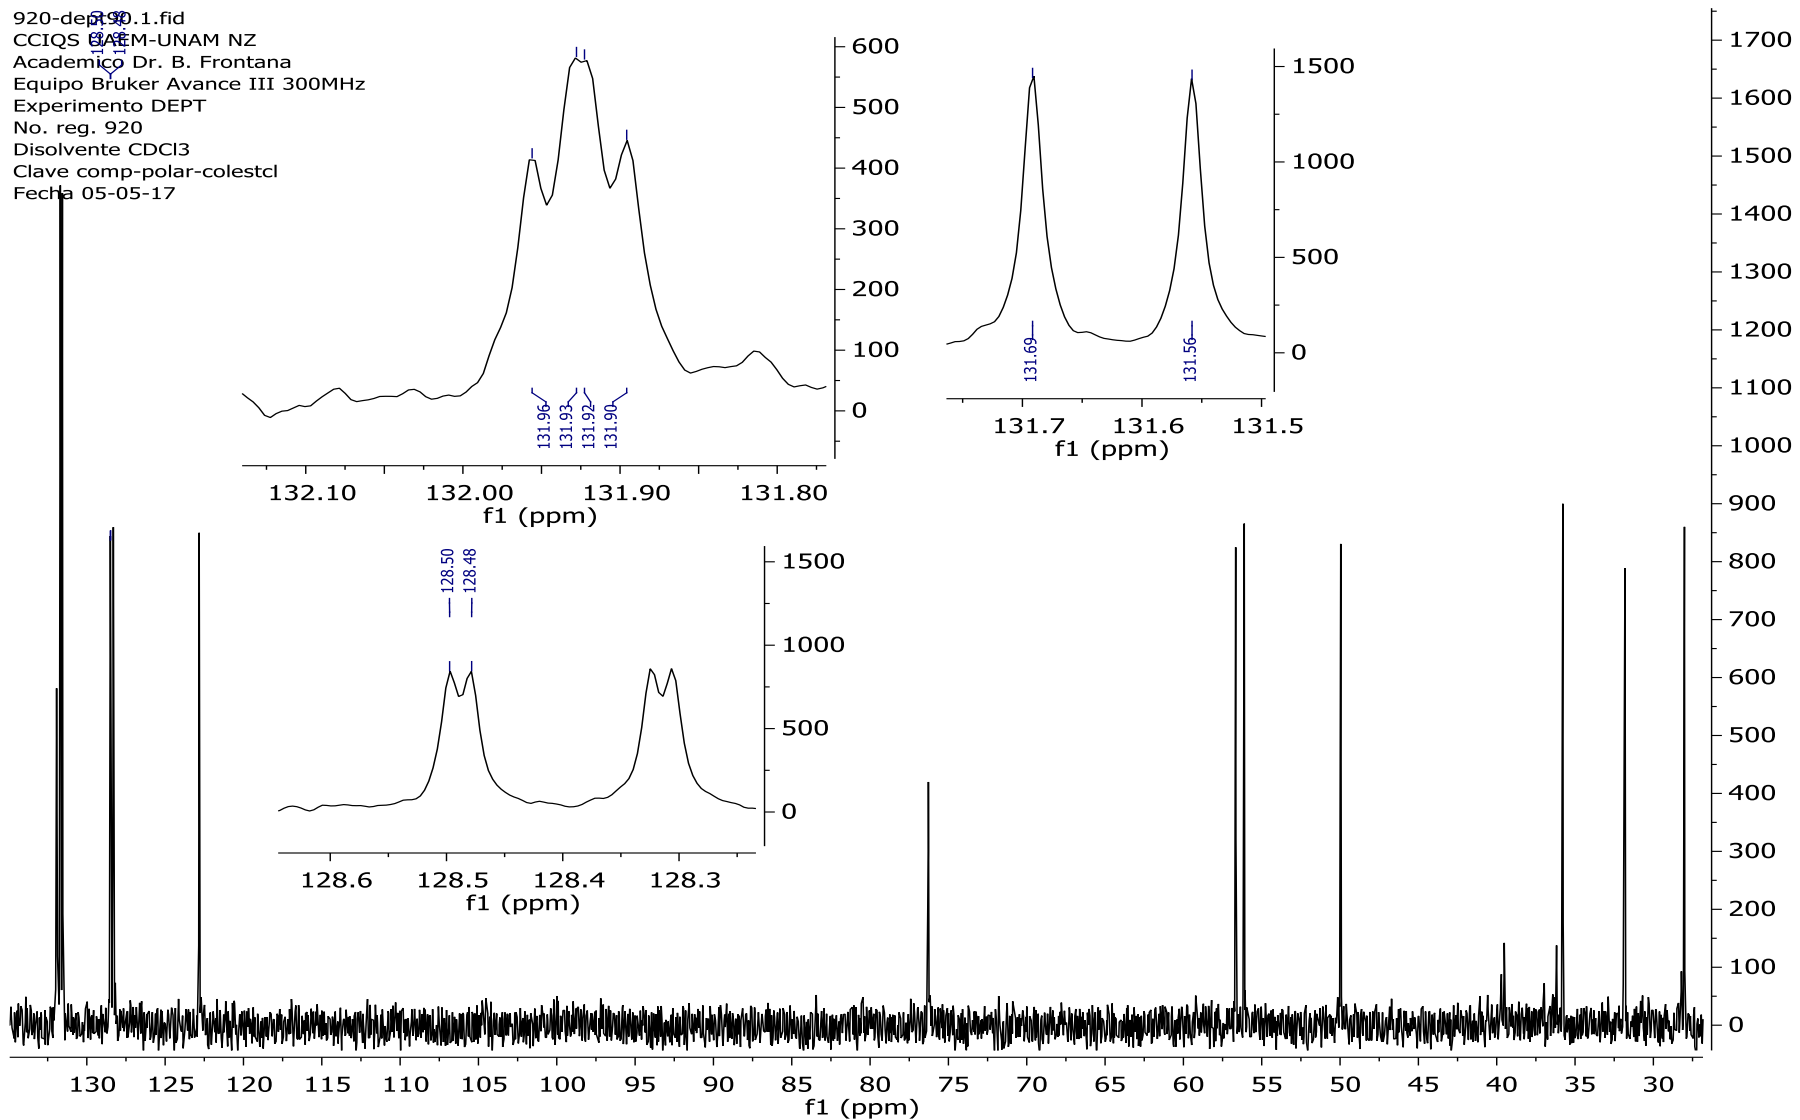 920-dept90.1.fid
CCIQS UAEM-UNAM NZ
Academico Dr. B. Frontana
Equipo Bruker Avance III 300MHz
Experimento DEPT
No. reg. 920
Disolvente CDCl3
Clave comp-polar-colestcl
Fecha 05-05-17
128.50
128.48
600
500
400
300
200
100
0
131.96
131.93
131.92
131.90
132.10 132.00 131.90 131.80
f1 (ppm)
1500
1000
500
0
131.69
131.56
131.7 131.6 131.5
f1 (ppm)
128.50
128.48
1500
1000
500
0
128.6 128.5 128.4 128.3
f1 (ppm)
1700
1600
1500
1400
1300
1200
1100
1000
900
800
700
600
500
400
300
200
100
0
130 125 120 115 110 105 100 95 90 85 80 75 70 65 60 55 50 45 40 35 30
f1 (ppm)